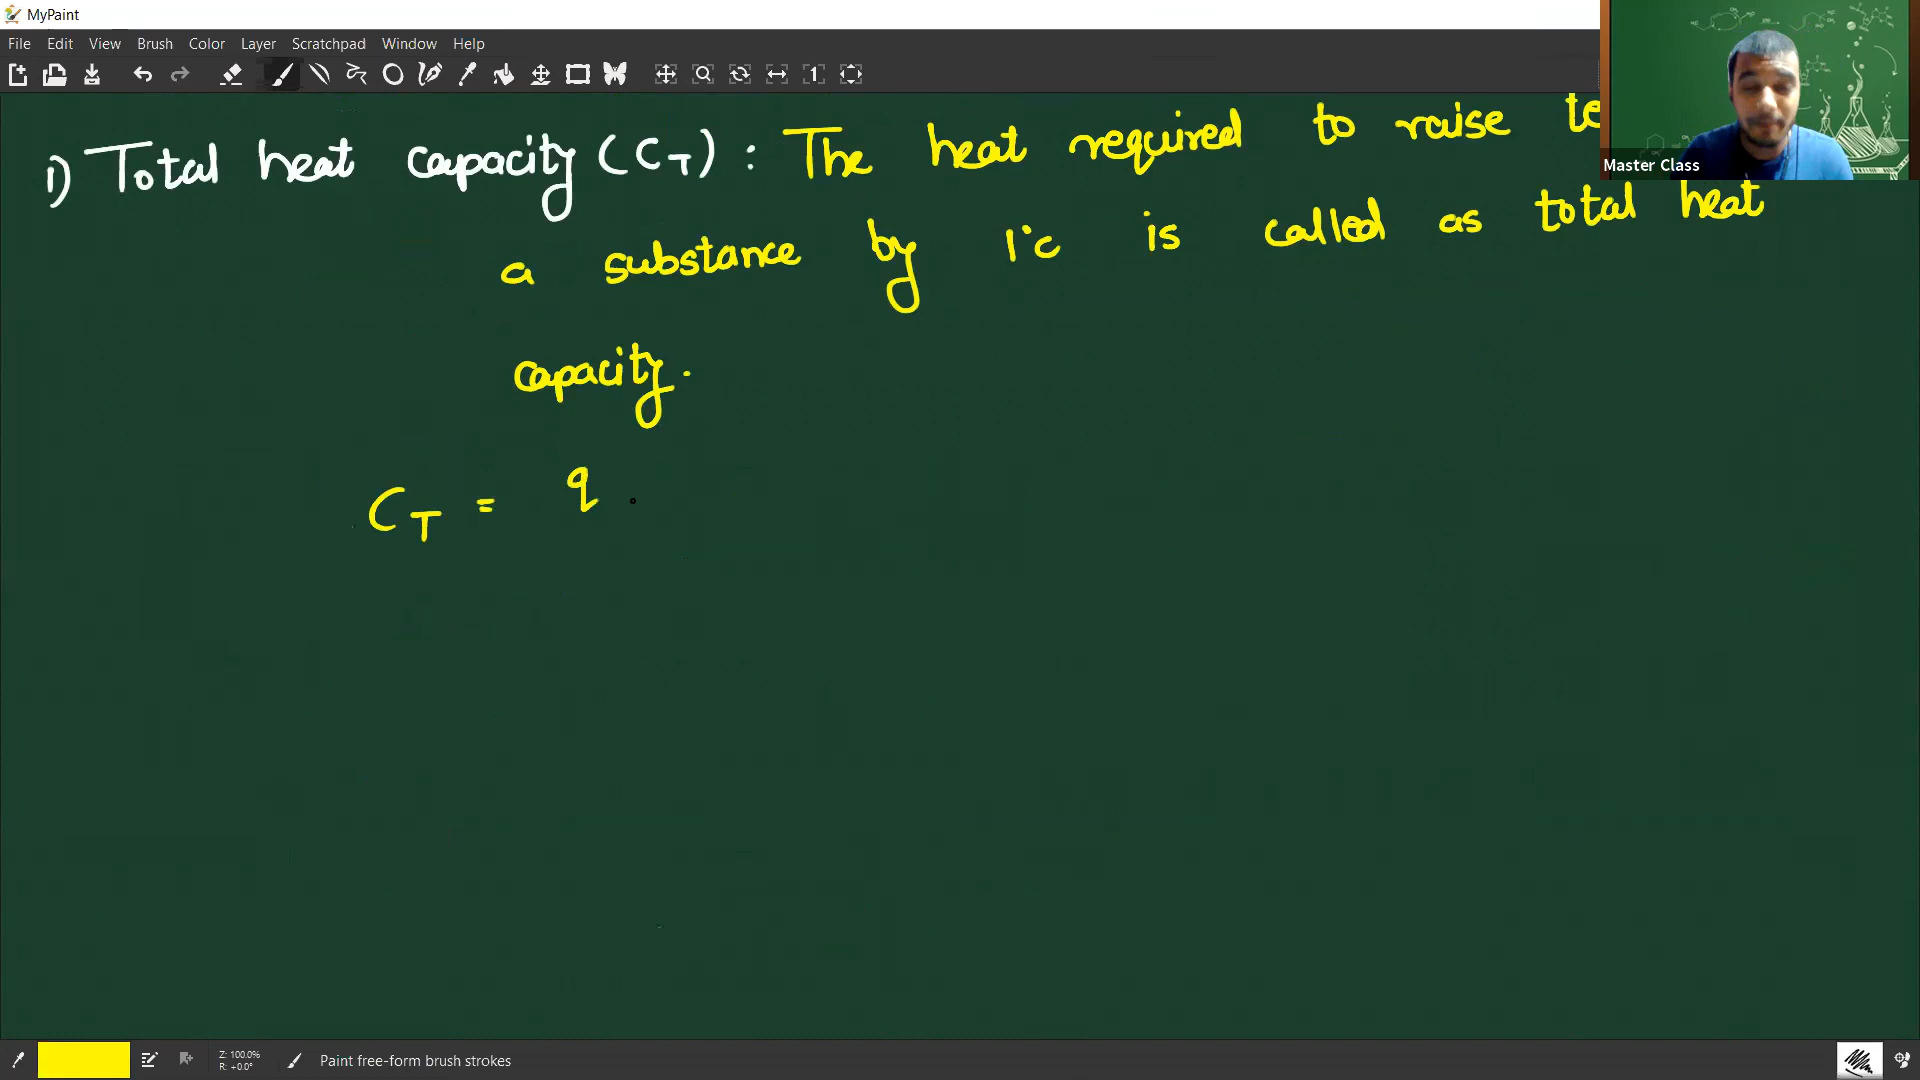 MyPaint
File Edit View Brush Color Layer Scratchpad Window Help
Master Class
1) Total heat capacity (CT) : The heat required to raise te
a substance by 1°c is called as total heat
capacity.
CT = q
Z: 100.0%
R: +0.0°
Paint free-form brush strokes